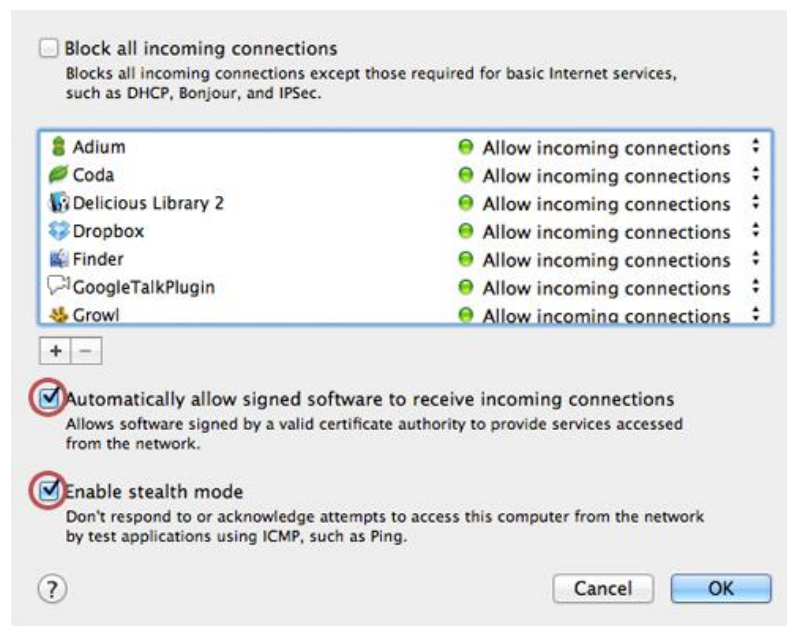 Block all incoming connections
Blocks all incoming connections except those required for basic Internet services,
such as DHCP, Bonjour, and IPSec.
Adium Allow incoming connections
Coda Allow incoming connections
Delicious Library 2 Allow incoming connections
Dropbox Allow incoming connections
Finder Allow incoming connections
GoogleTalkPlugin Allow incoming connections
Growl Allow incoming connections
+ −
Automatically allow signed software to receive incoming connections
Allows software signed by a valid certificate authority to provide services accessed
from the network.
Enable stealth mode
Don't respond to or acknowledge attempts to access this computer from the network
by test applications using ICMP, such as Ping.
? Cancel OK